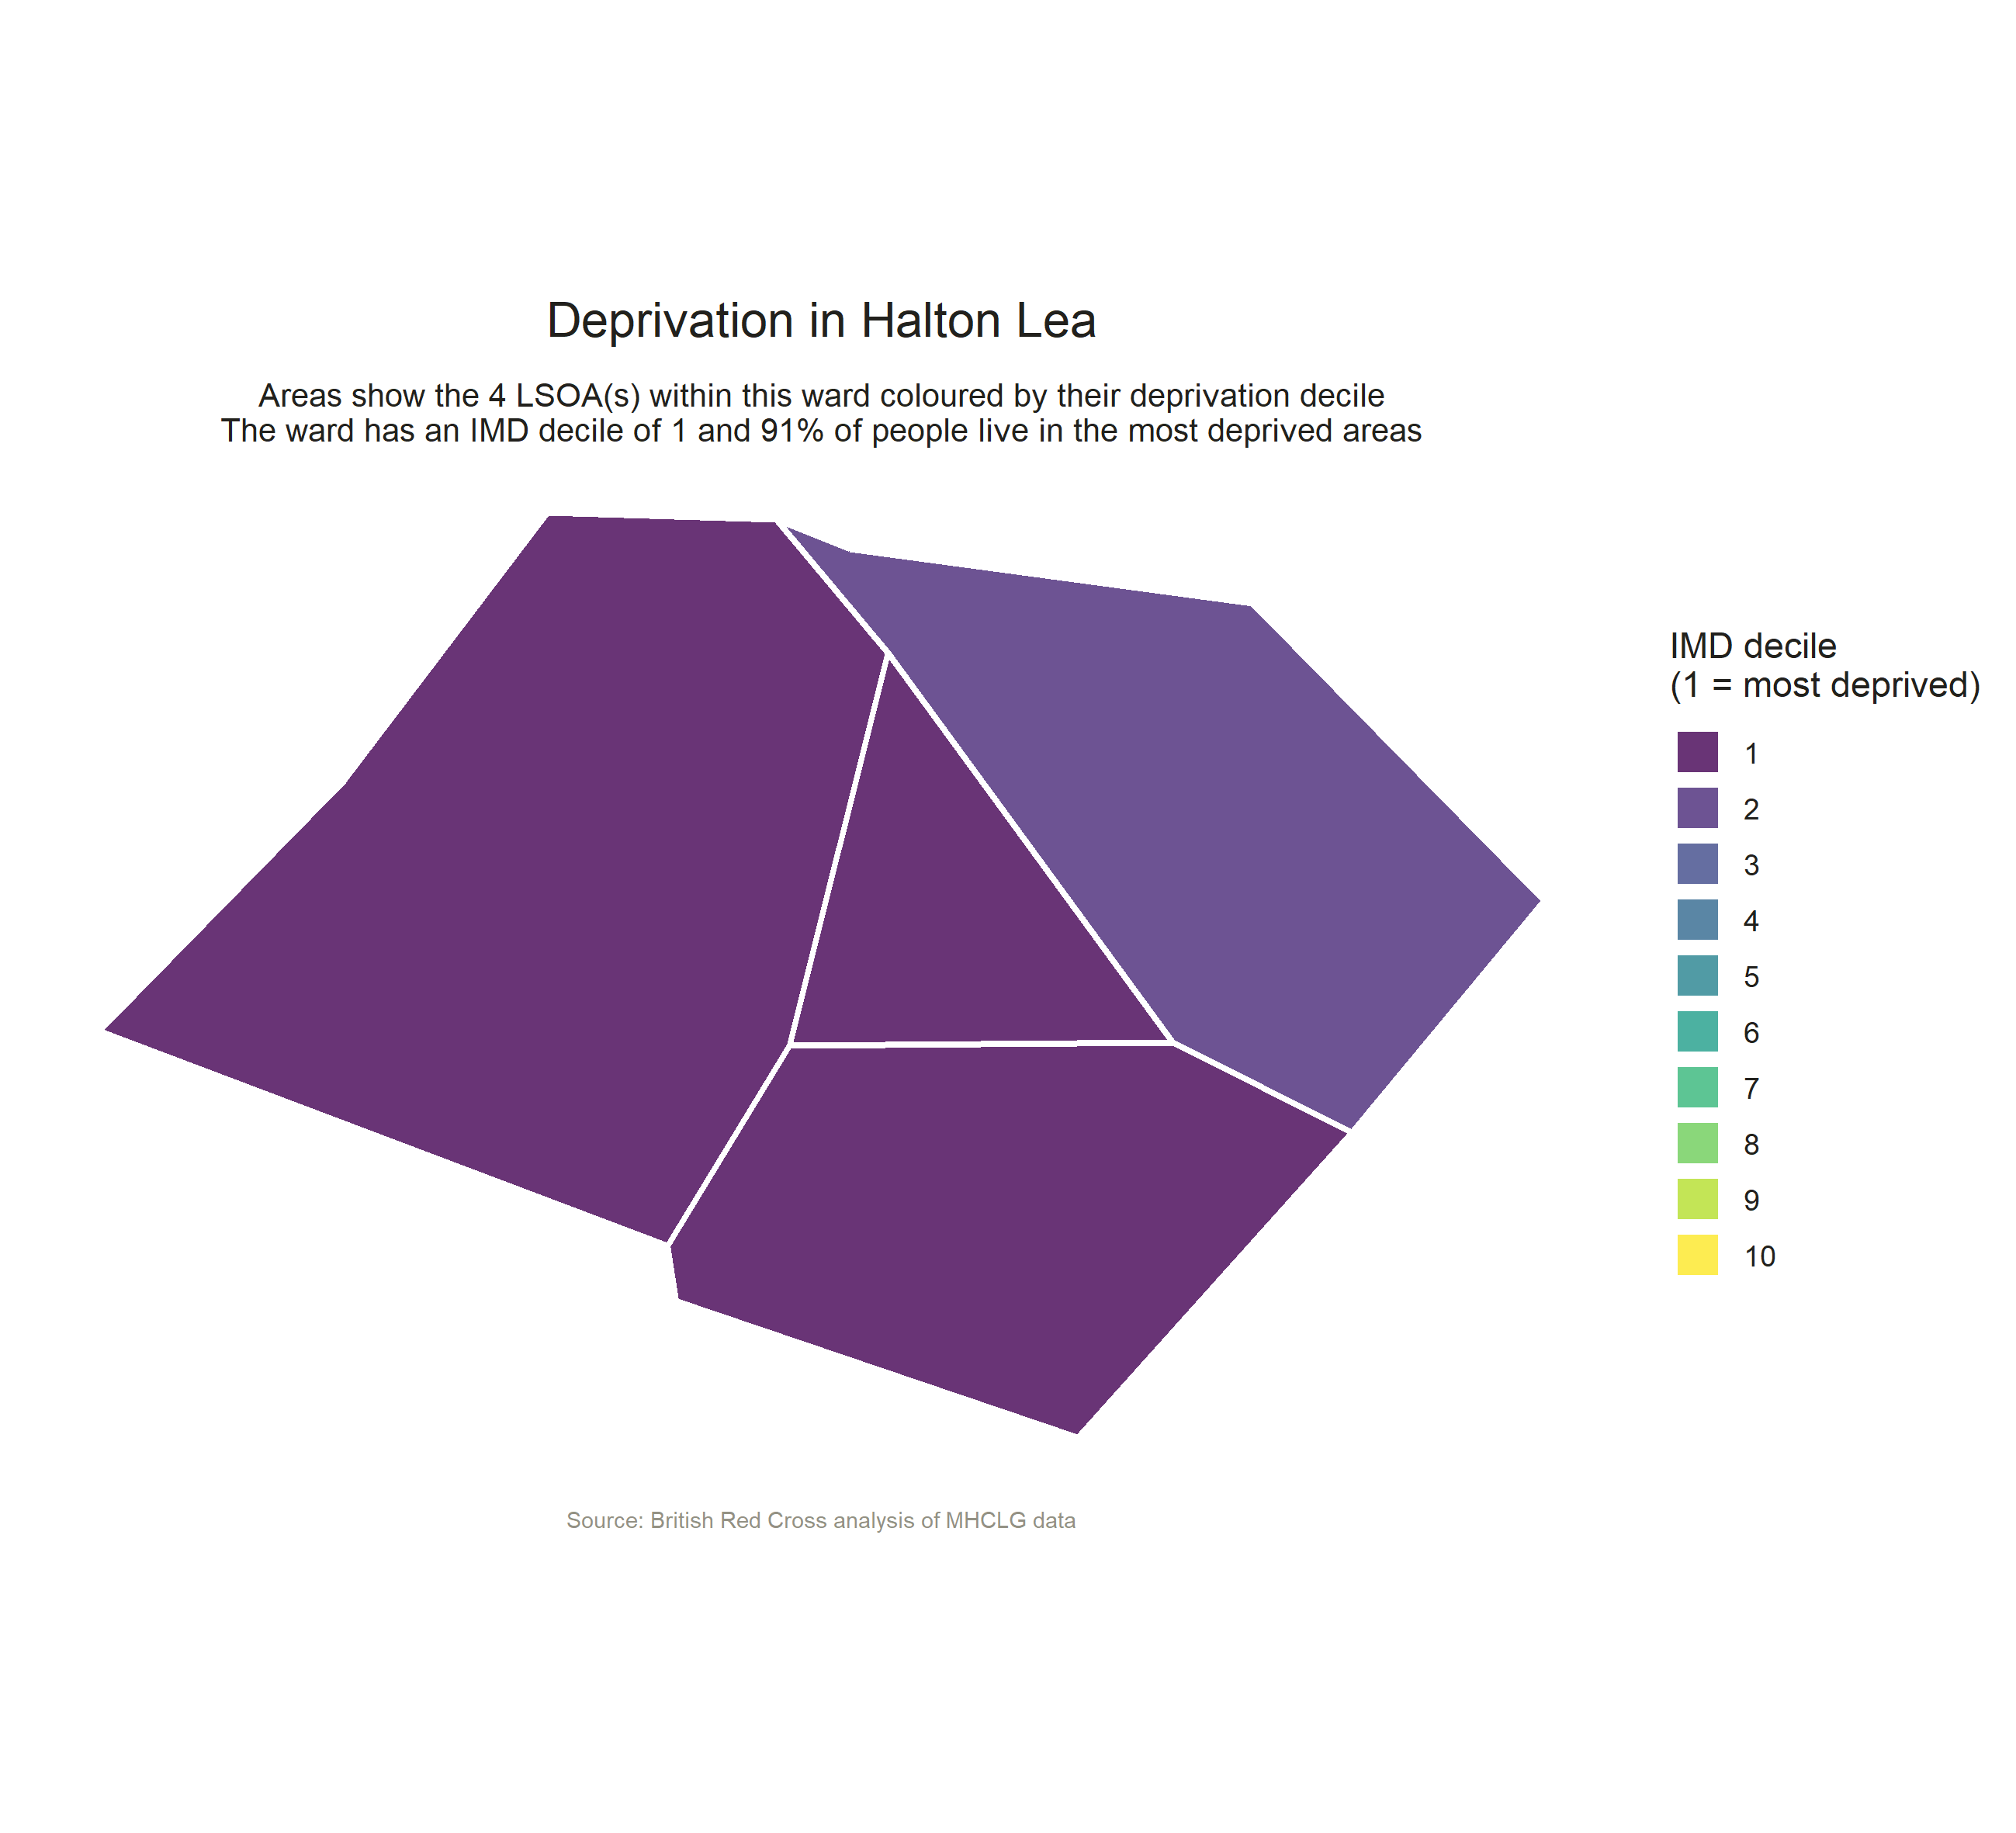 Deprivation in Halton Lea
Areas show the 4 LSOA(s) within this ward coloured by their deprivation decile
The ward has an IMD decile of 1 and 91% of people live in the most deprived areas
IMD decile
(1 = most deprived)
1
2
3
4
5
6
7
8
9
10
Source: British Red Cross analysis of MHCLG data